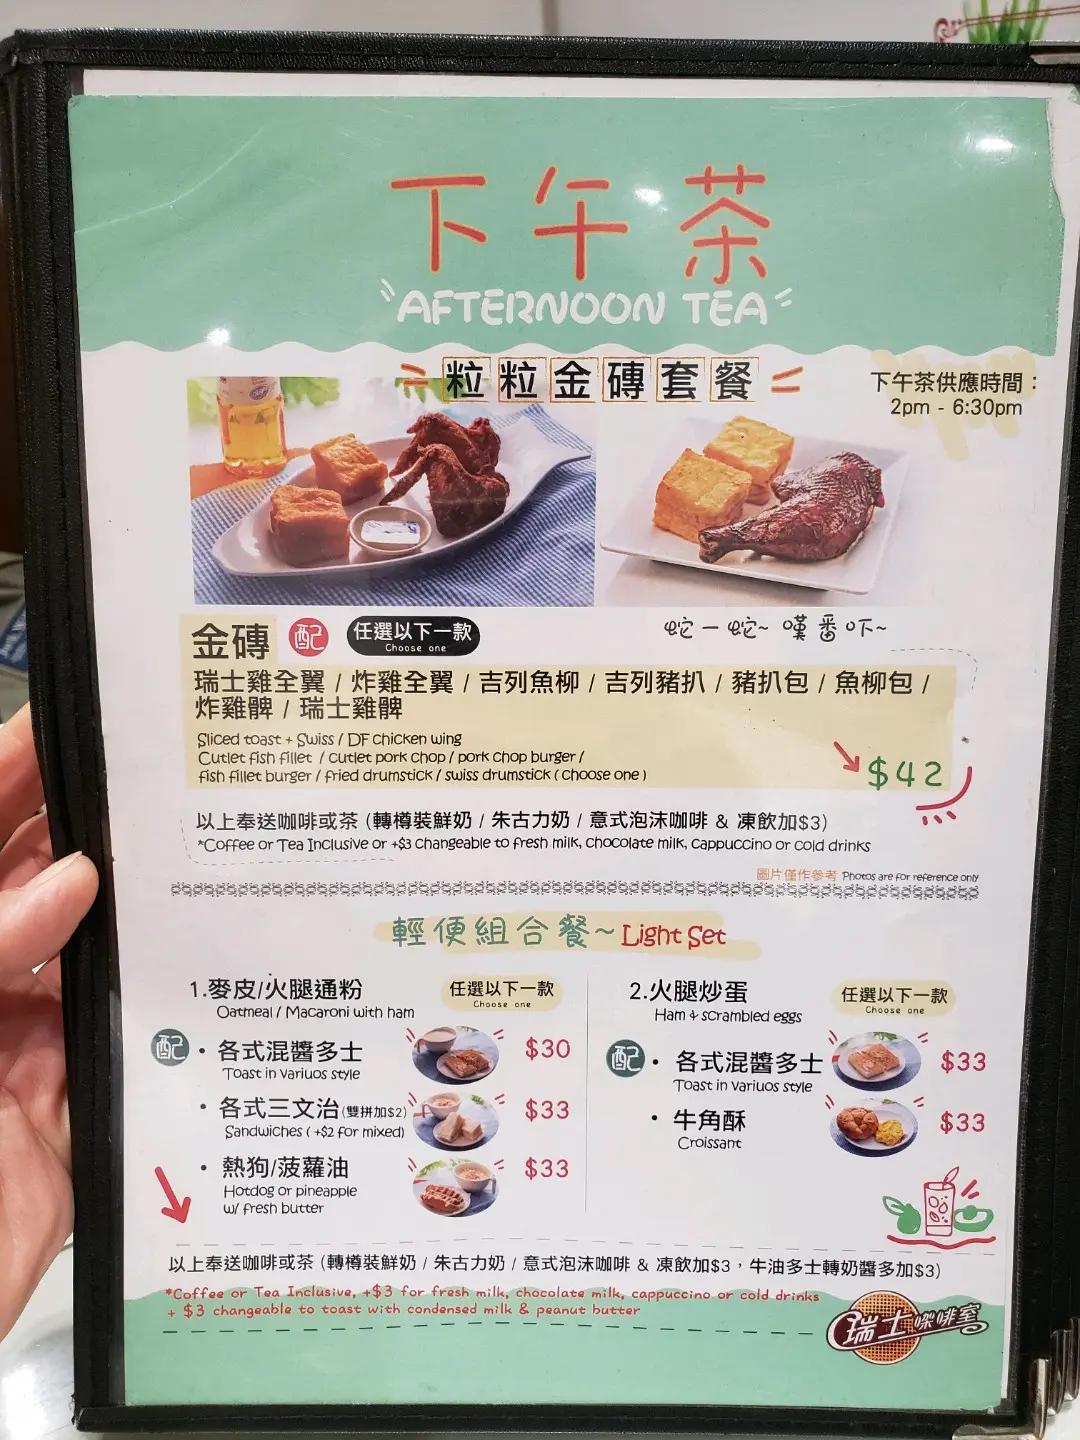 下午茶
AFTERNOON TEA
粒粒金磚套餐
下午茶供應時間：
2pm - 6:30pm
金磚 配 任選以下一款
Choose one
蛇一蛇~ 嘆番吓~
瑞士雞全翼 / 炸雞全翼 / 吉列魚柳 / 吉列豬扒 / 豬扒包 / 魚柳包 /
炸雞髀 / 瑞士雞髀
Sliced toast + Swiss / DF chicken wing
Cutlet fish fillet / cutlet pork chop / pork chop burger /
fish fillet burger / fried drumstick / swiss drumstick ( choose one )
$42
以上奉送咖啡或茶 (轉樽裝鮮奶 / 朱古力奶 / 意式泡沫咖啡 & 凍飲加$3)
*Coffee or Tea Inclusive or +$3 changeable to fresh milk, chocolate milk, cappuccino or cold drinks
圖片僅作參考 Photos are for reference only
輕便組合餐~ Light Set
1.麥皮/火腿通粉
Oatmeal / Macaroni with ham
任選以下一款
Choose one
配 • 各式混醬多士 $30
Toast in variuos style
• 各式三文治 (雙拼加$2) $33
Sandwiches ( +$2 for mixed)
• 熱狗/菠蘿油 $33
Hotdog or pineapple
w/ fresh butter
2.火腿炒蛋
Ham & scrambled eggs
任選以下一款
Choose one
配 • 各式混醬多士 $33
Toast in variuos style
• 牛角酥 $33
Croissant
以上奉送咖啡或茶 (轉樽裝鮮奶 / 朱古力奶 / 意式泡沫咖啡 & 凍飲加$3，牛油多士轉奶醬多加$3)
*Coffee or Tea Inclusive, +$3 for fresh milk, chocolate milk, cappuccino or cold drinks
+ $3 changeable to toast with condensed milk & peanut butter
瑞士咖啡室